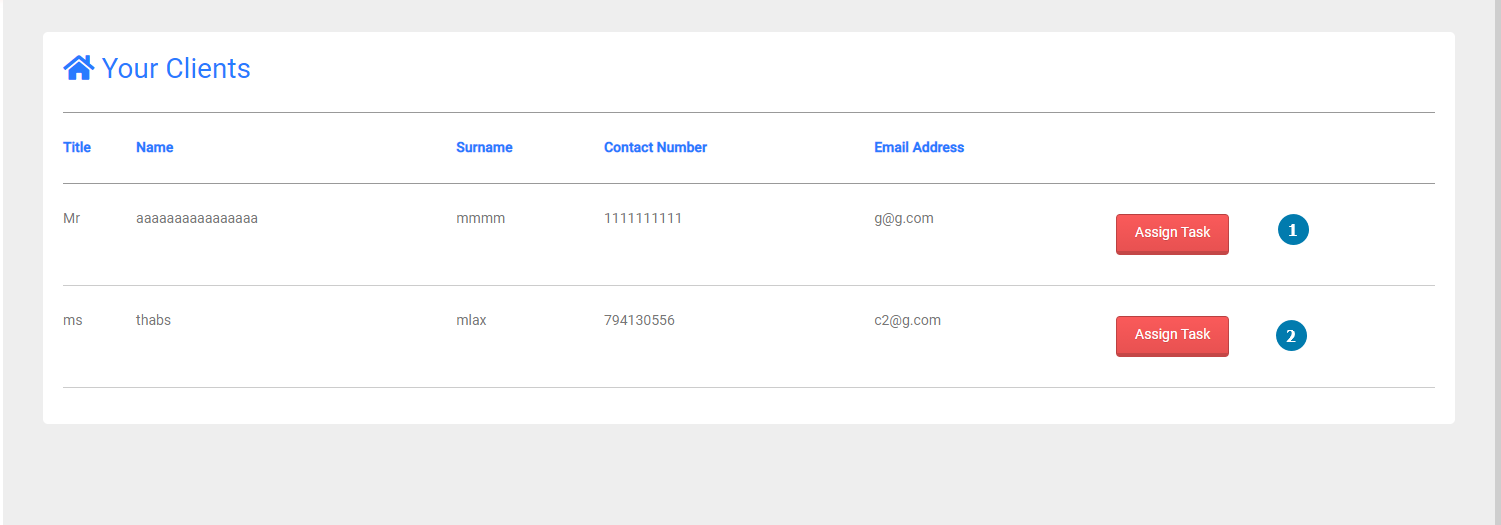 Your Clients
Title Name Surname Contact Number Email Address
Mr aaaaaaaaaaaaaaaa mmmm 1111111111 g@g.com Assign Task 1
ms thabs mlax 794130556 c2@g.com Assign Task 2